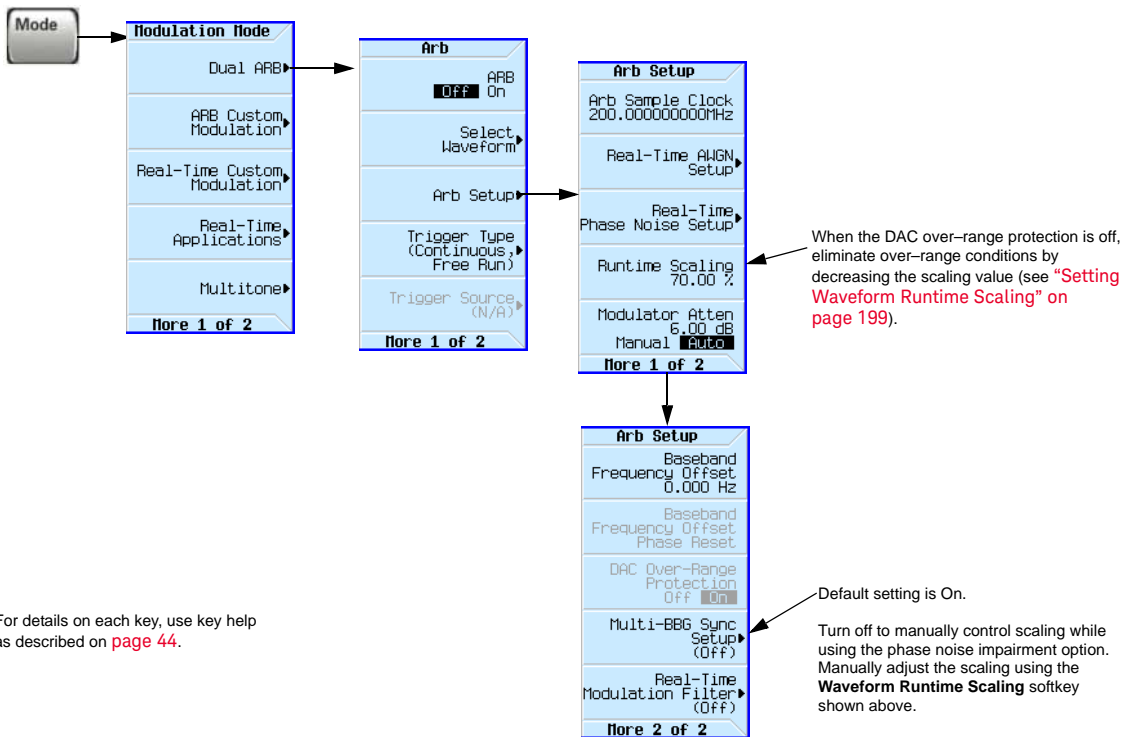 Mode
Modulation Mode
Dual ARB
ARB Custom
Modulation
Real-Time Custom
Modulation
Real-Time
Applications
Multitone
More 1 of 2
Arb
ARB
Off On
Select
Waveform
Arb Setup
Trigger Type
(Continuous,
Free Run)
Trigger Source
(N/A)
More 1 of 2
Arb Setup
Arb Sample Clock
200.000000000MHz
Real-Time AWGN
Setup
Real-Time
Phase Noise Setup
Runtime Scaling
70.00 %
Modulator Atten
6.00 dB
Manual Auto
More 1 of 2
When the DAC over–range protection is off,
eliminate over–range conditions by
decreasing the scaling value (see “Setting
Waveform Runtime Scaling” on
page 199).
Arb Setup
Baseband
Frequency Offset
0.000 Hz
Baseband
Frequency Offset
Phase Reset
DAC Over-Range
Protection
Off On
Multi-BBG Sync
Setup
(Off)
Real-Time
Modulation Filter
(Off)
More 2 of 2
Default setting is On.
Turn off to manually control scaling while
using the phase noise impairment option.
Manually adjust the scaling using the
Waveform Runtime Scaling softkey
shown above.
For details on each key, use key help
as described on page 44.